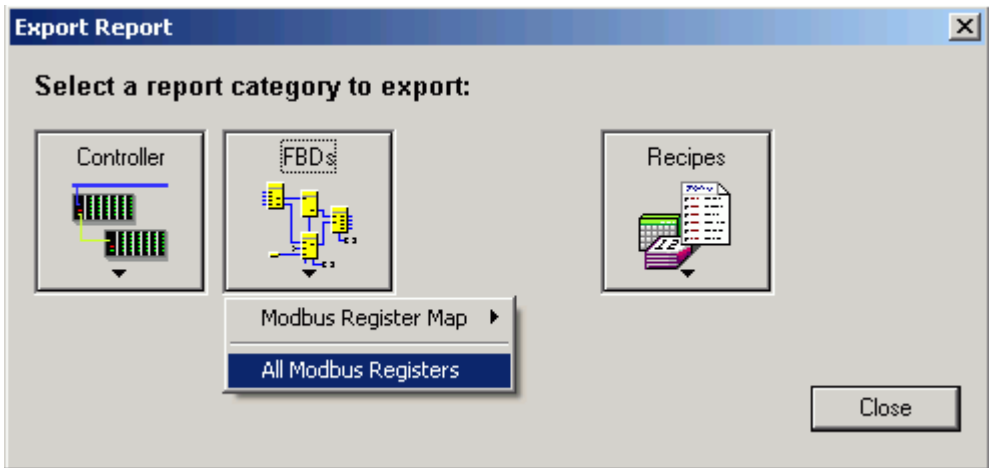 Export Report
Select a report category to export:
Controller
FBDs
Recipes
Modbus Register Map
All Modbus Registers
Close